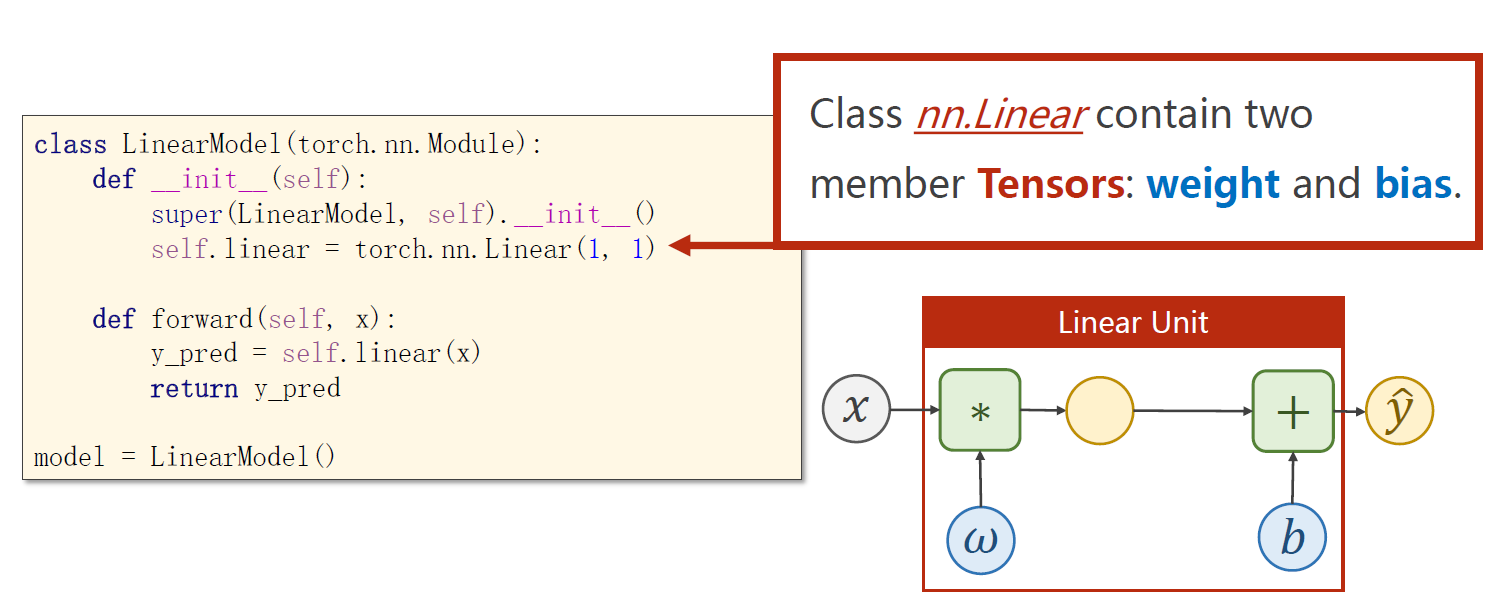 class LinearModel(torch.nn.Module):
    def __init__(self):
        super(LinearModel, self).__init__()
        self.linear = torch.nn.Linear(1, 1)
    def forward(self, x):
        y_pred = self.linear(x)
        return y_pred
model = LinearModel()
Class nn.Linear contain two
member Tensors: weight and bias.
Linear Unit
x
*
+
ŷ
ω
b